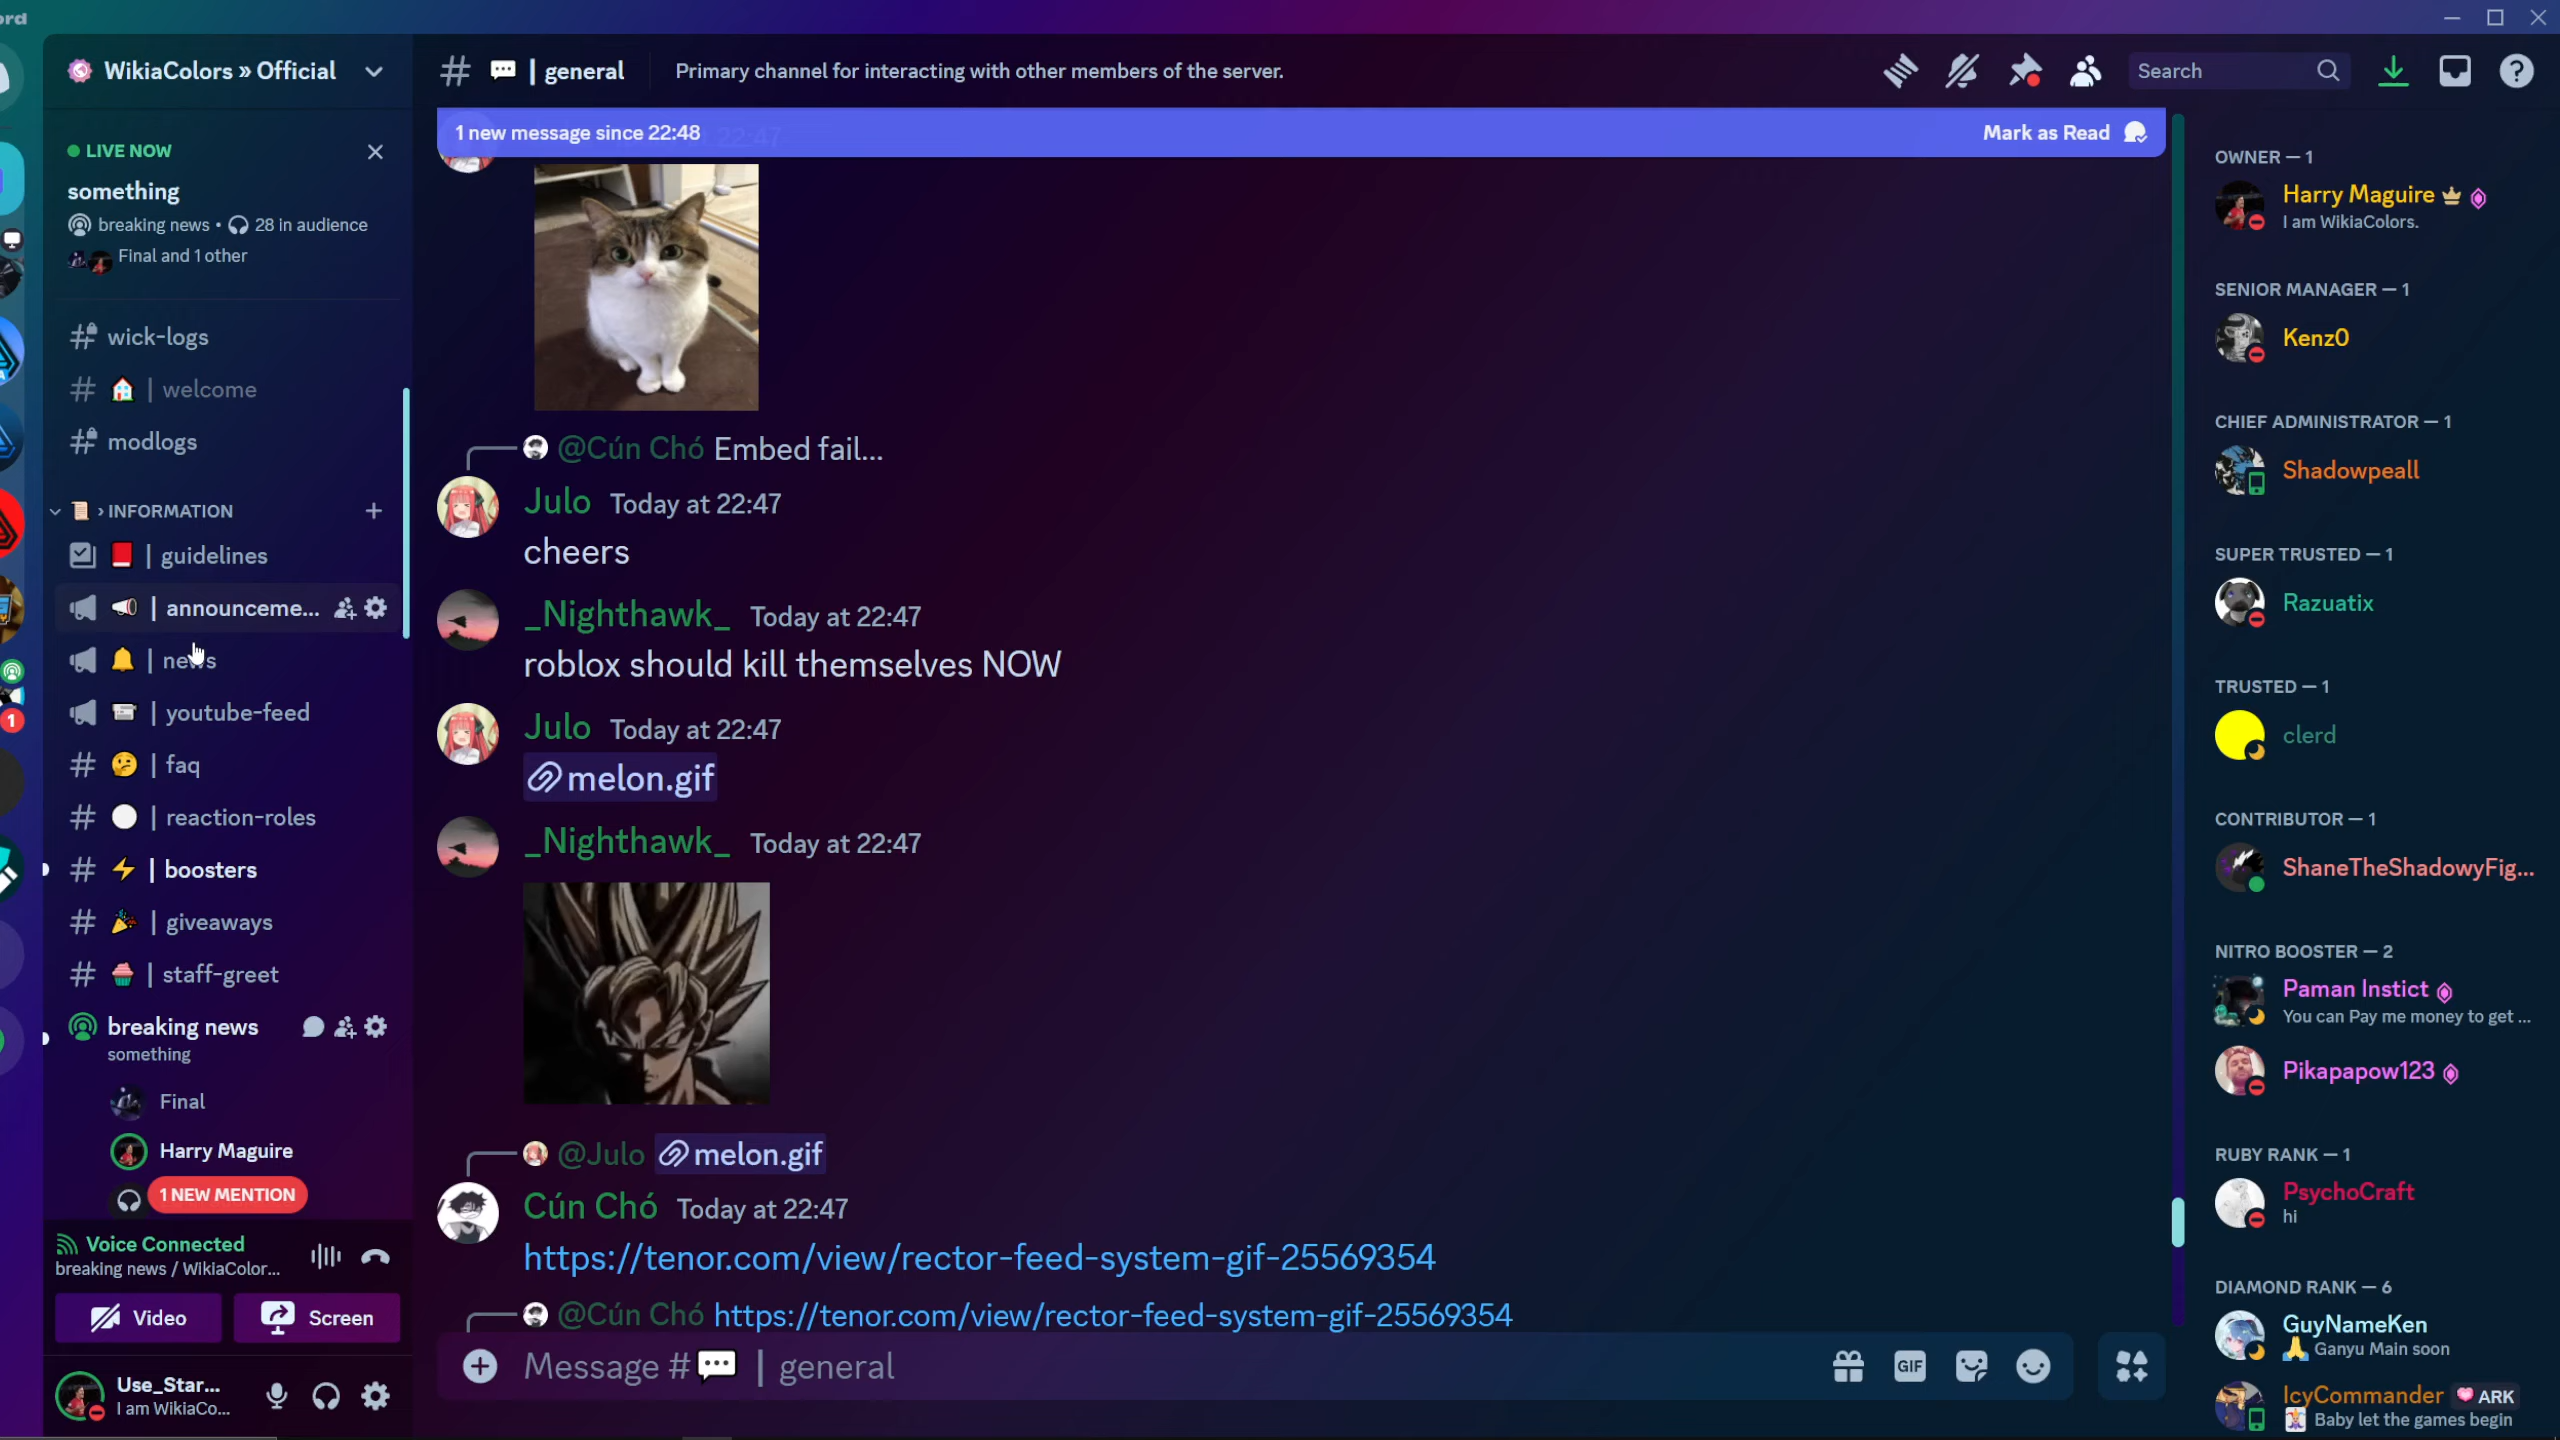 ord
WikiaColors » Official
LIVE NOW
something
breaking news • 28 in audience
Final and 1 other
wick-logs
| welcome
modlogs
› INFORMATION
| guidelines
| announceme...
| news
| youtube-feed
| faq
| reaction-roles
| boosters
| giveaways
| staff-greet
breaking news
something
Final
Harry Maguire
1 NEW MENTION
Voice Connected
breaking news / WikiaColor...
Video
Screen
Use_Star...
I am WikiaCo...
1
# 💬 | general
Primary channel for interacting with other members of the server.
Search
1 new message since 22:48
Mark as Read
@Cún Chó Embed fail...
Julo Today at 22:47
cheers
_Nighthawk_ Today at 22:47
roblox should kill themselves NOW
Julo Today at 22:47
melon.gif
_Nighthawk_ Today at 22:47
@Julo melon.gif
Cún Chó Today at 22:47
https://tenor.com/view/rector-feed-system-gif-25569354
@Cún Chó https://tenor.com/view/rector-feed-system-gif-25569354
Message #💬 | general
GIF
OWNER — 1
Harry Maguire
I am WikiaColors.
SENIOR MANAGER — 1
Kenz0
CHIEF ADMINISTRATOR — 1
Shadowpeall
SUPER TRUSTED — 1
Razuatix
TRUSTED — 1
clerd
CONTRIBUTOR — 1
ShaneTheShadowyFig...
NITRO BOOSTER — 2
Paman Instict
You can Pay me money to get ...
Pikapapow123
RUBY RANK — 1
PsychoCraft
hi
DIAMOND RANK — 6
GuyNameKen
🙏 Ganyu Main soon
IcyCommander ARK
🃏 Baby let the games begin